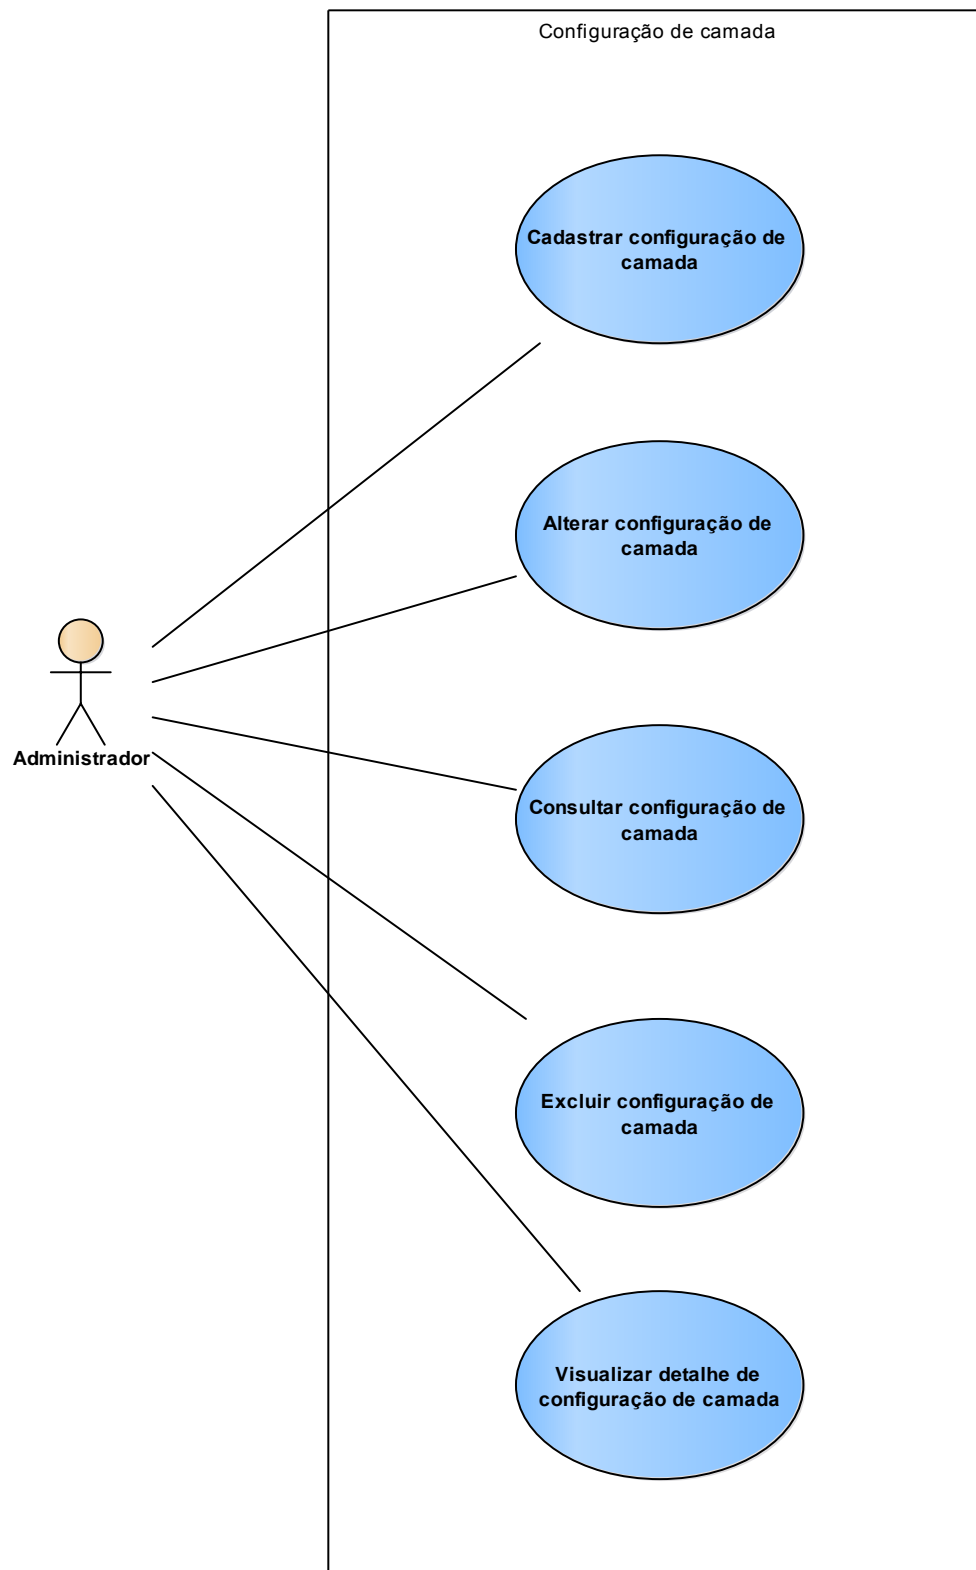 Configuração de camada
Cadastrar configuração de
camada
Alterar configuração de
camada
Administrador
Consultar configuração de
camada
Excluir configuração de
camada
Visualizar detalhe de
configuração de camada